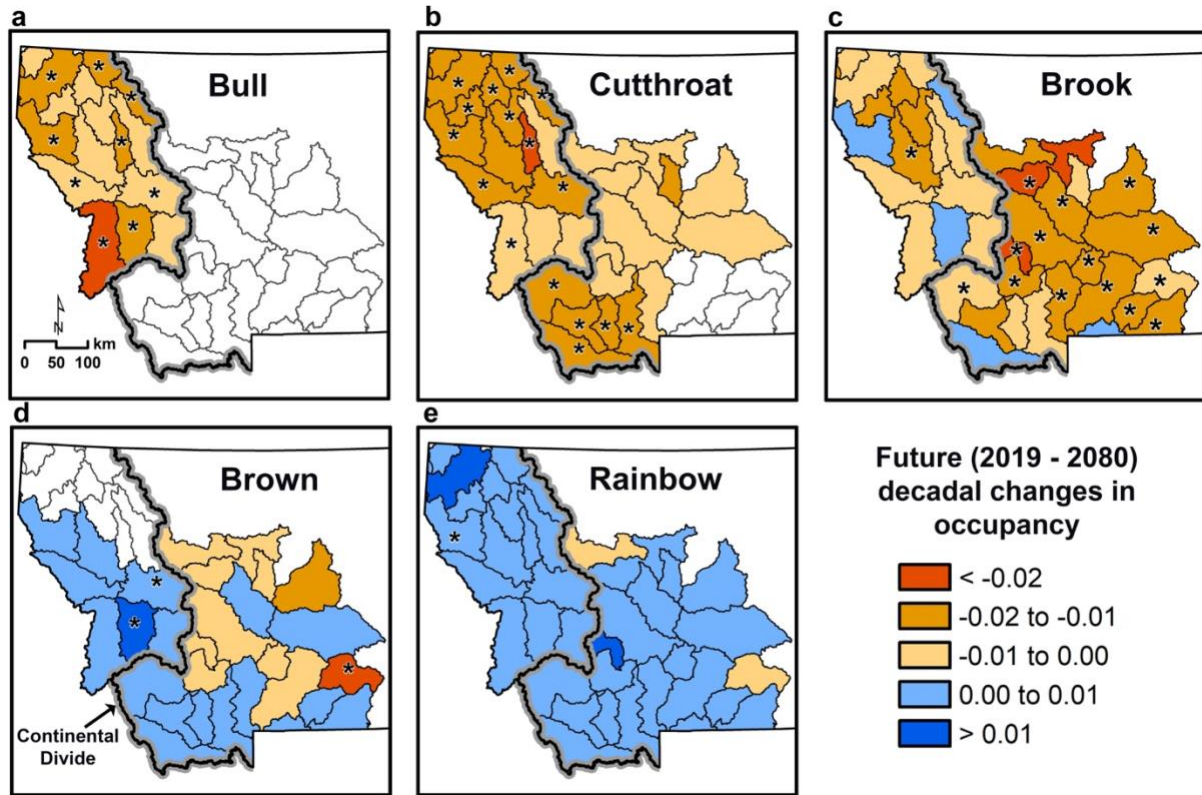 a
Bull
N
km
0 50 100
b
Cutthroat
c
Brook
d
Brown
Continental
Divide
e
Rainbow
Future (2019 - 2080)
decadal changes in
occupancy
< -0.02
-0.02 to -0.01
-0.01 to 0.00
0.00 to 0.01
> 0.01